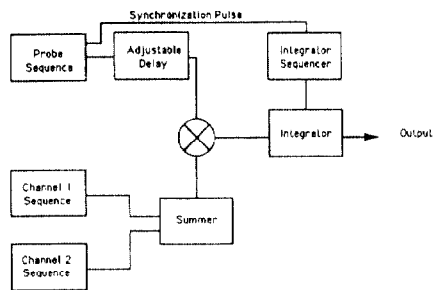 Synchronization Pulse
Probe
Sequence
Adjustable
Delay
Integrator
Sequencer
Integrator
Output
Channel 1
Sequence
Summer
Channel 2
Sequence